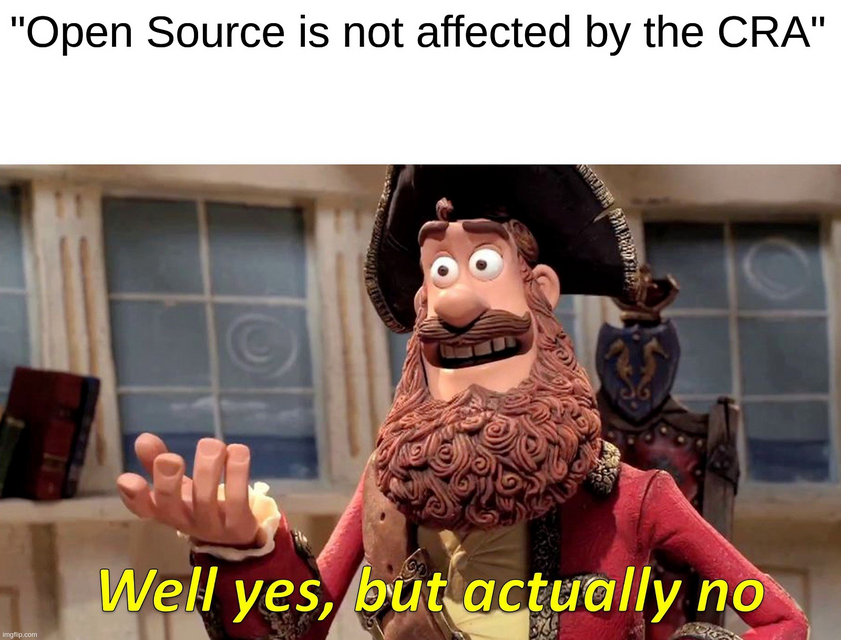 "Open Source is not affected by the CRA"
Well yes, but actually no
imgflip.com